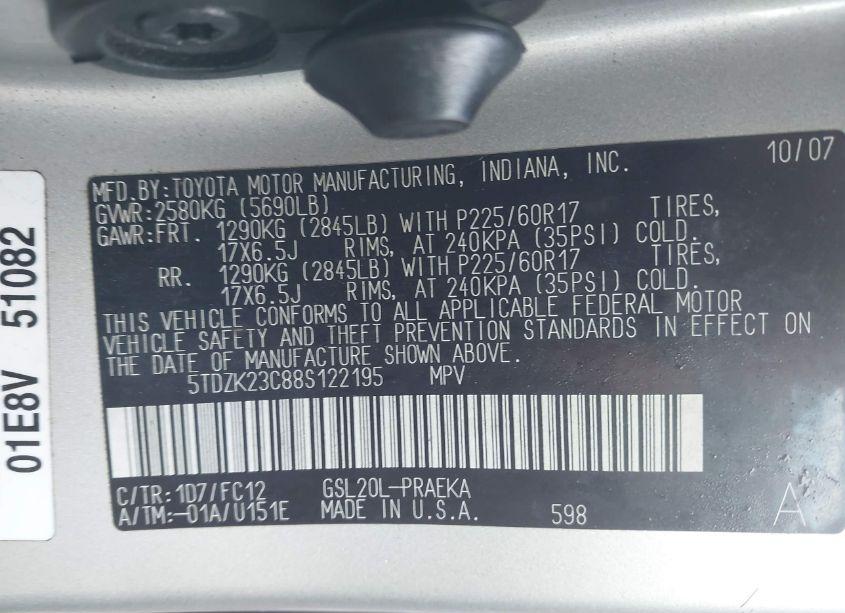 10/07
MFD.BY:TOYOTA MOTOR MANUFACTURING, INDIANA, INC.
GVWR:2580KG (5690LB)
GAWR:FRT. 1290KG (2845LB) WITH P225/60R17 TIRES,
17X6.5J RIMS, AT 240KPA (35PSI) COLD.
RR. 1290KG (2845LB) WITH P225/60R17 TIRES,
17X6.5J RIMS, AT 240KPA (35PSI) COLD.
THIS VEHICLE CONFORMS TO ALL APPLICABLE FEDERAL MOTOR
VEHICLE SAFETY AND THEFT PREVENTION STANDARDS IN EFFECT ON
THE DATE OF MANUFACTURE SHOWN ABOVE.
5TDZK23C88S122195 MPV
C/TR:1D7/FC12 GSL20L-PRAEKA
A/TM:-01A/U151E MADE IN U.S.A. 598 A
01E8V 51082